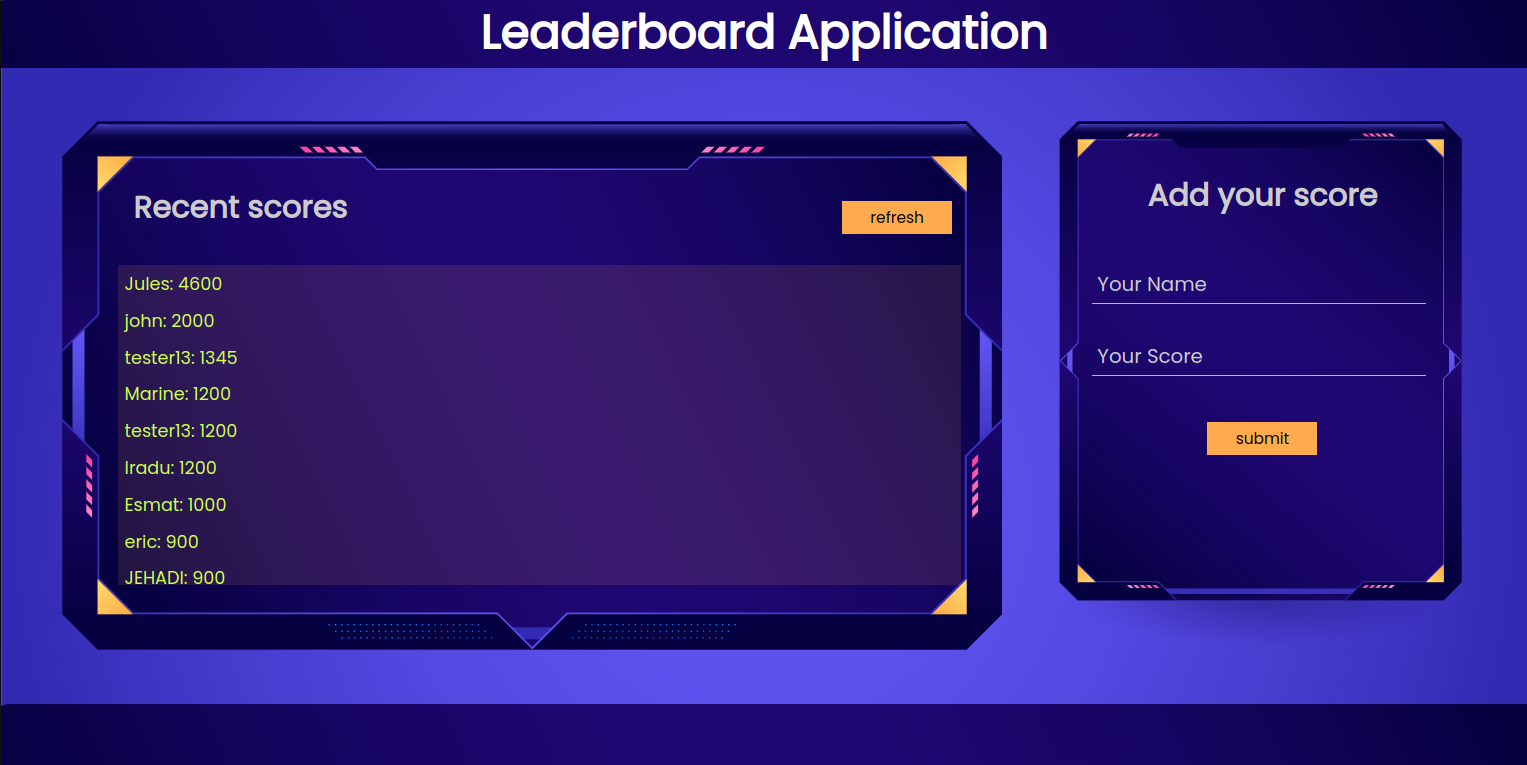 Leaderboard Application
Recent scores
refresh
Jules: 4600
john: 2000
tester13: 1345
Marine: 1200
tester13: 1200
Iradu: 1200
Esmat: 1000
eric: 900
JEHADI: 900
Add your score
Your Name
Your Score
submit